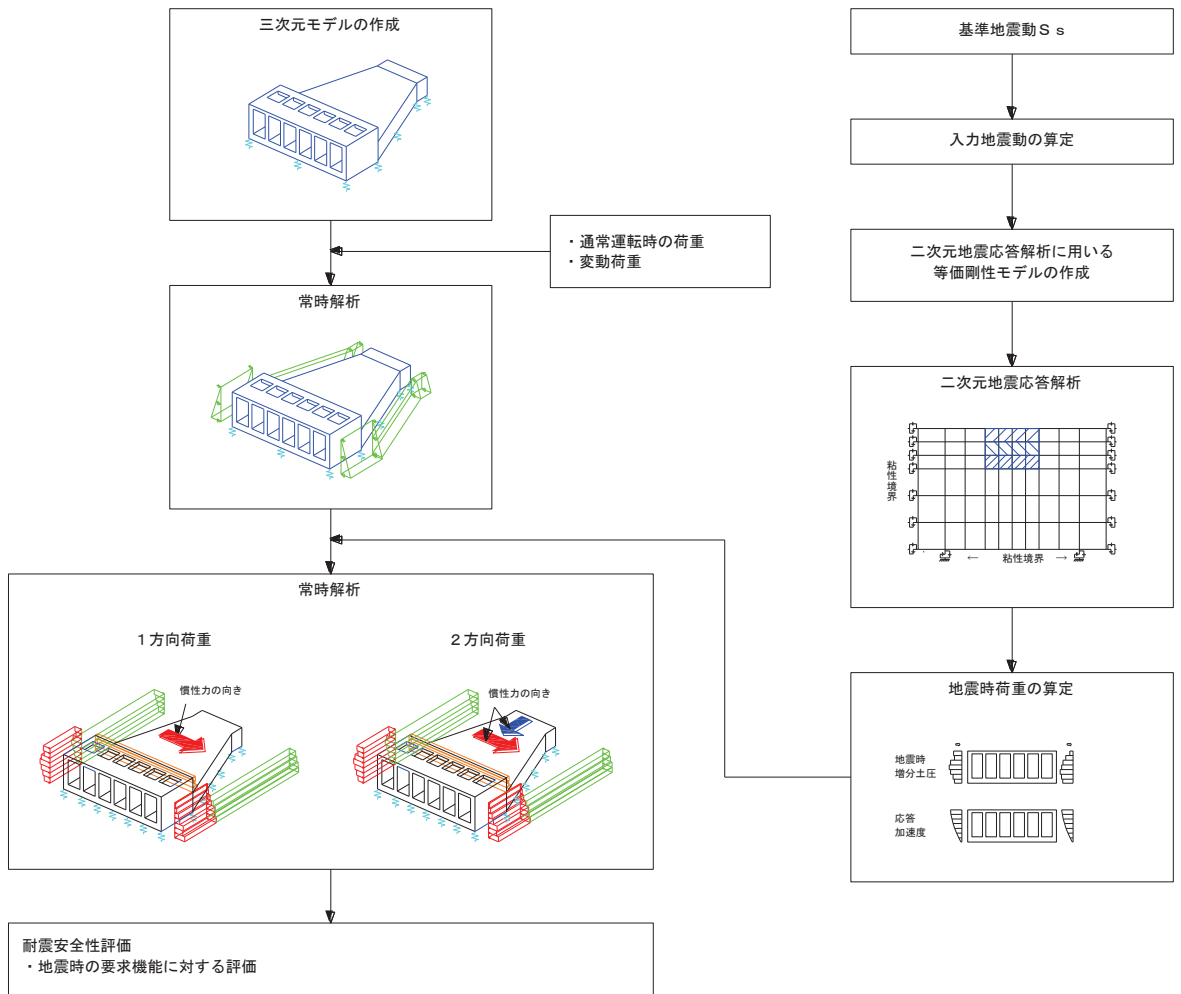 三次元モデルの作成
・通常運転時の荷重
・変動荷重
常時解析
常時解析
1方向荷重
慣性力の向き
2方向荷重
慣性力の向き
耐震安全性評価
・地震時の要求機能に対する評価
基準地震動Ss
入力地震動の算定
二次元地震応答解析に用いる
等価剛性モデルの作成
二次元地震応答解析
粘性境界
← 粘性境界 →
地震時荷重の算定
地震時
増分土圧
応答
加速度